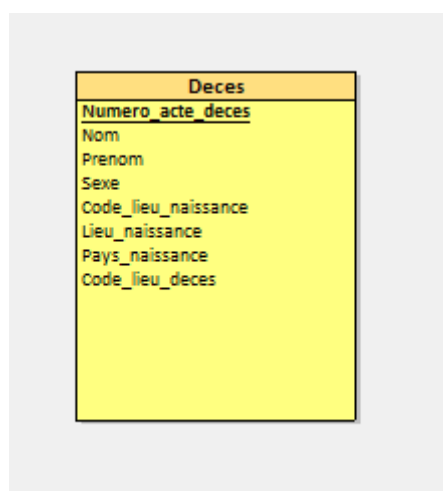 Deces
Numero_acte_deces
Nom
Prenom
Sexe
Code_lieu_naissance
Lieu_naissance
Pays_naissance
Code_lieu_deces